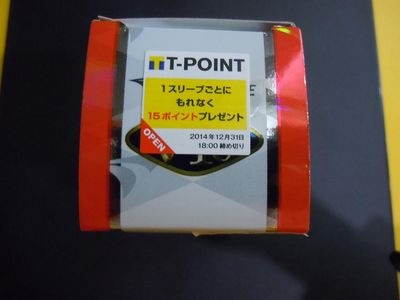 T-POINT
1スリーブごとに
もれなく
15ポイントプレゼント
2014年12月31日
18:00 締め切り
OPEN